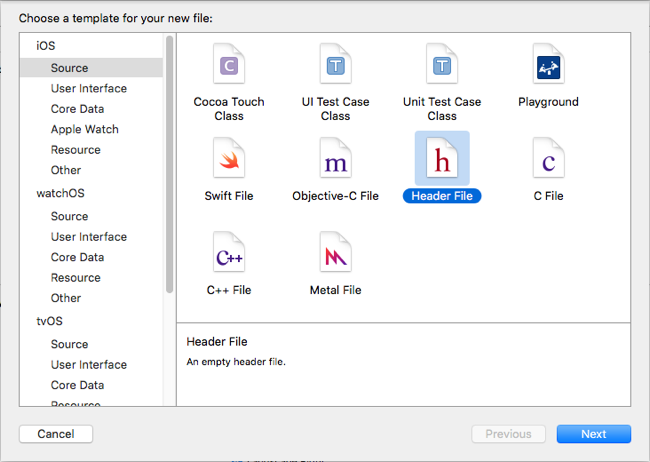 Choose a template for your new file:
iOS
Source
User Interface
Core Data
Apple Watch
Resource
Other
watchOS
Source
User Interface
Core Data
Resource
Other
tvOS
Source
User Interface
Core Data
Resource
C
Cocoa Touch
Class
T
UI Test Case
Class
T
Unit Test Case
Class
Playground
Swift File
m
Objective-C File
h
Header File
c
C File
C++
C++ File
Metal File
Header File
An empty header file.
Cancel
Previous
Next